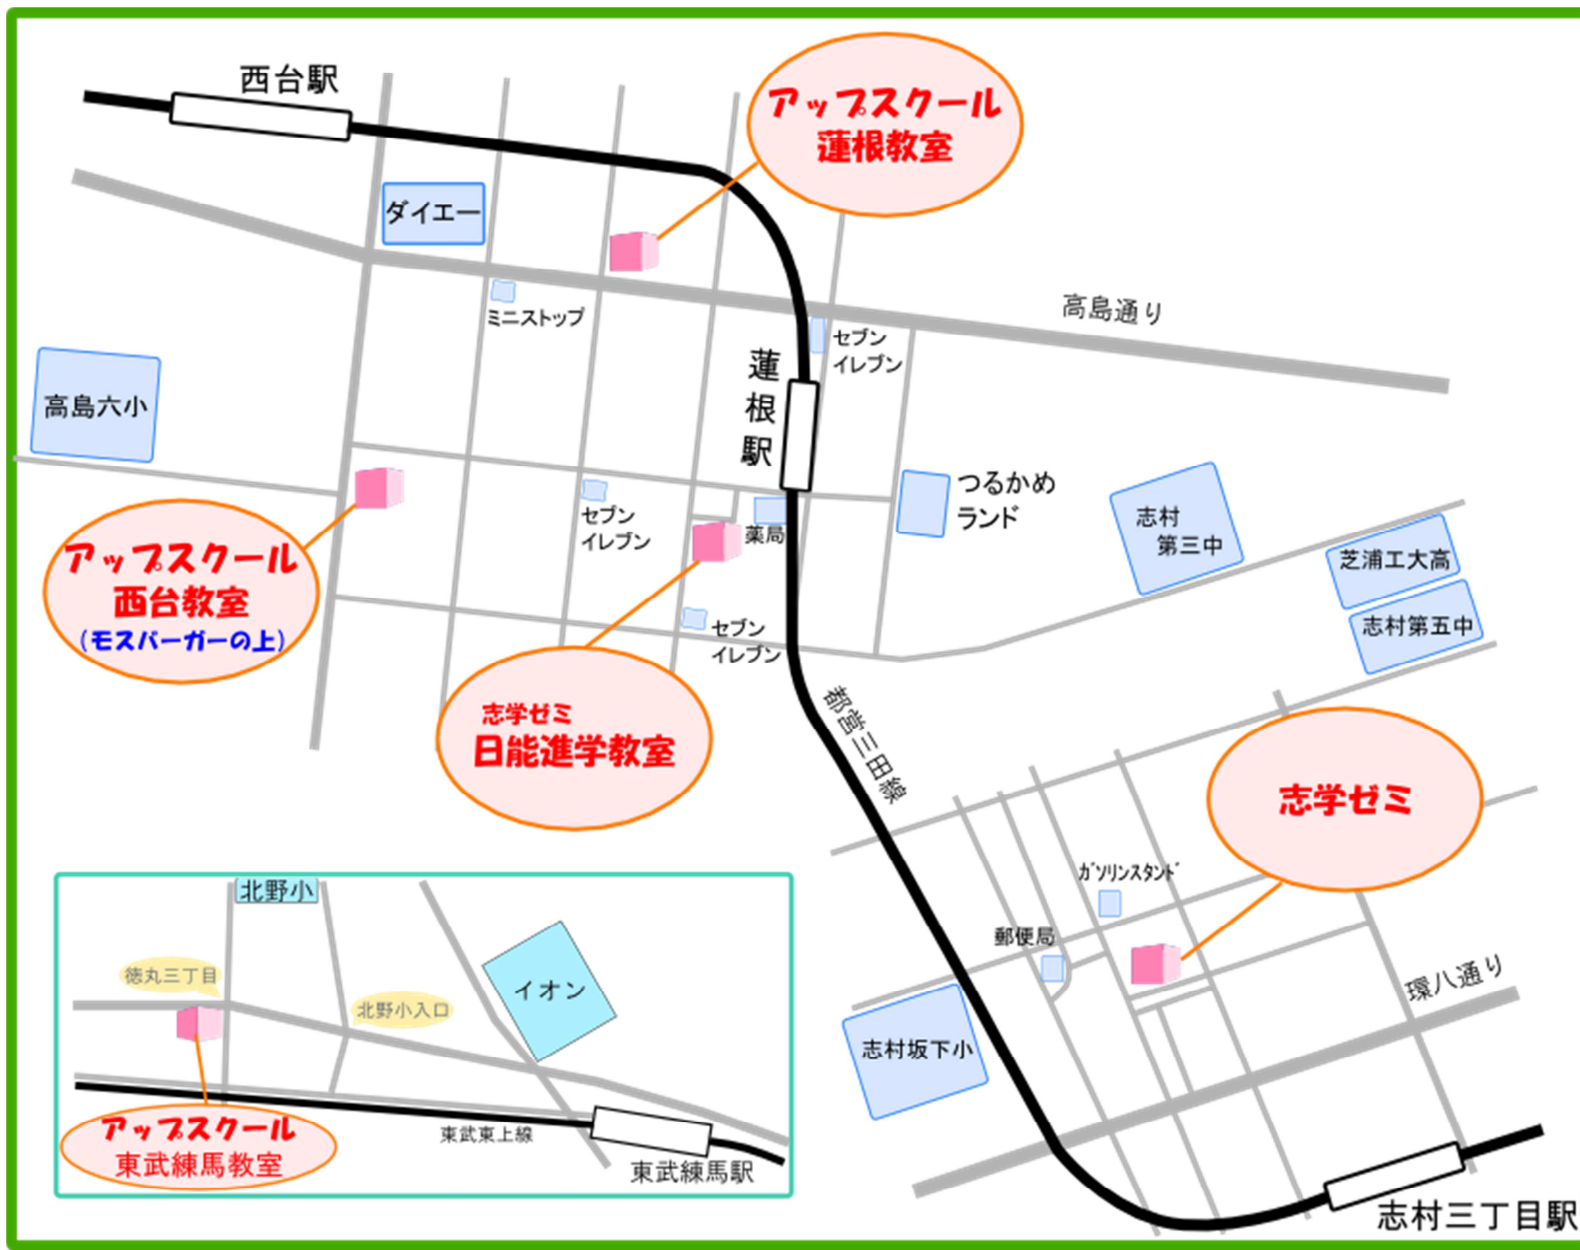 西台駅
アップスクール
蓮根教室
ダイエー
ミニストップ
高島通り
セブン
イレブン
蓮根駅
高島六小
つるかめ
ランド
志村
第三中
セブン
イレブン
薬局
芝浦工大高
志村第五中
アップスクール
西台教室
(モスバーガーの上)
セブン
イレブン
志学ゼミ
日能進学教室
都営三田線
志学ゼミ
ガソリンスタンド
郵便局
環八通り
志村坂下小
志村三丁目駅
北野小
徳丸三丁目
北野小入口
イオン
アップスクール
東武練馬教室
東武東上線
東武練馬駅